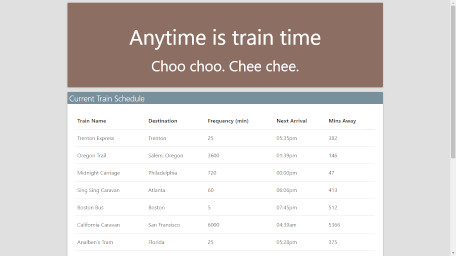 Anytime is train time
Choo choo. Chee chee.
Current Train Schedule
Train Name Destination Frequency (min) Next Arrival Mins Away
Trenton Express Trenton 25 05:35pm 382
Oregon Trail Salem, Oregon 3600 01:39pm 146
Midnight Carriage Philadelphia 720 00:00pm 47
Sing Sing Caravan Atlanta 60 06:06pm 413
Boston Bus Boston 5 07:45pm 512
California Caravan San Francisco 6000 04:39am 5366
Analben's Train Florida 25 05:28pm 375